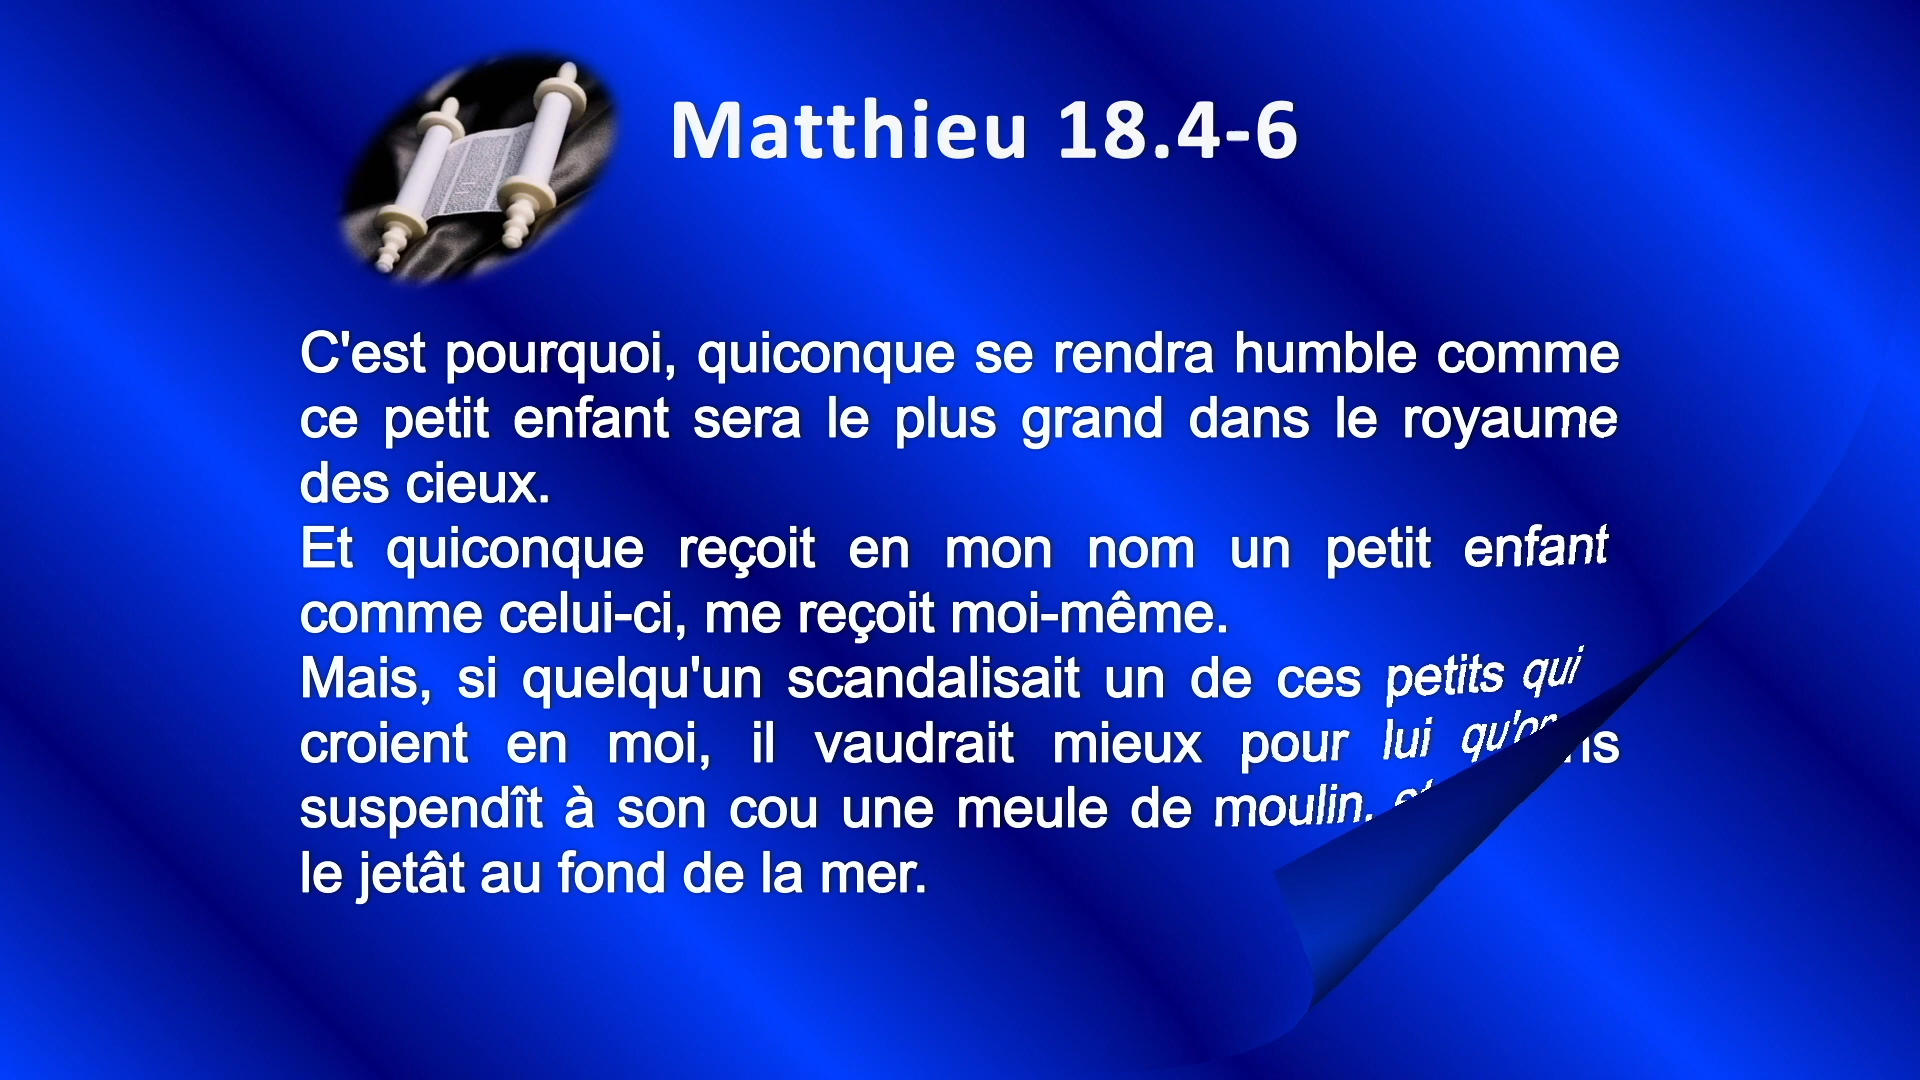 Matthieu 18.4-6
C'est pourquoi, quiconque se rendra humble comme
ce petit enfant sera le plus grand dans le royaume
des cieux.
Et quiconque reçoit en mon nom un petit enfant
comme celui-ci, me reçoit moi-même.
Mais, si quelqu'un scandalisait un de ces petits qui
croient en moi, il vaudrait mieux pour lui
suspendît à son cou une meule de moulin,
le jetât au fond de la mer.